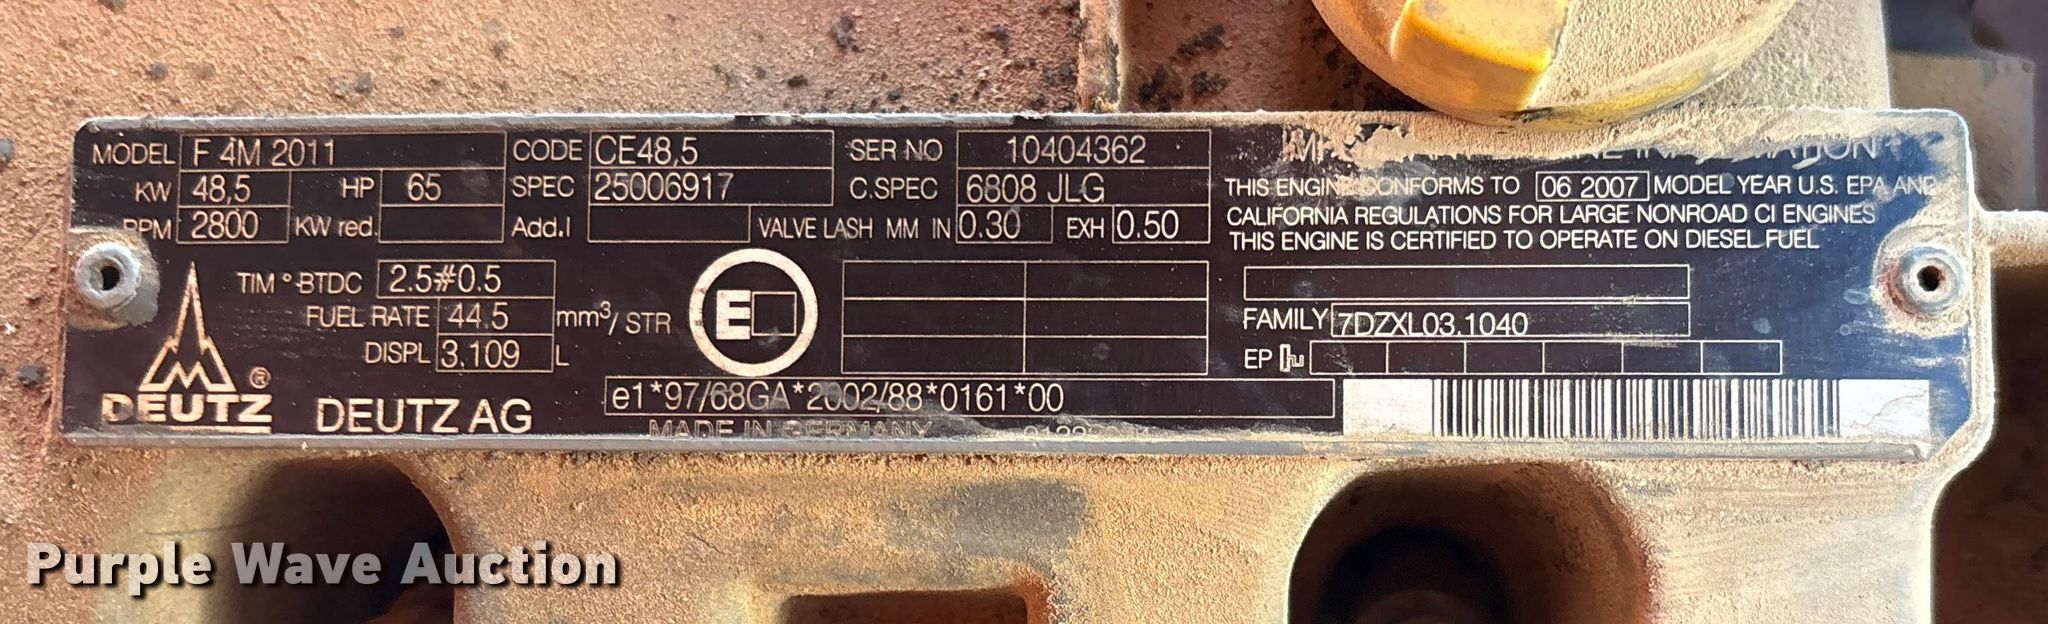 MODEL F 4M 2011 CODE CE48,5 SER NO 10404362
KW 48,5 HP 65 SPEC 25006917 C.SPEC 6808 JLG
RPM 2800 KW red. Add.I VALVE LASH MM IN 0.30 EXH 0.50
TIM ° BTDC 2.5#0.5
FUEL RATE 44.5 mm³/STR
DISPL 3.109 L
E
DEUTZ ®
DEUTZ AG
e1*97/68GA*2002/88*0161*00
MADE IN GERMANY
THIS ENGINE CONFORMS TO 06 2007 MODEL YEAR U.S. EPA AND
CALIFORNIA REGULATIONS FOR LARGE NONROAD CI ENGINES
THIS ENGINE IS CERTIFIED TO OPERATE ON DIESEL FUEL
FAMILY 7DZXL03.1040
EP
Purple Wave Auction